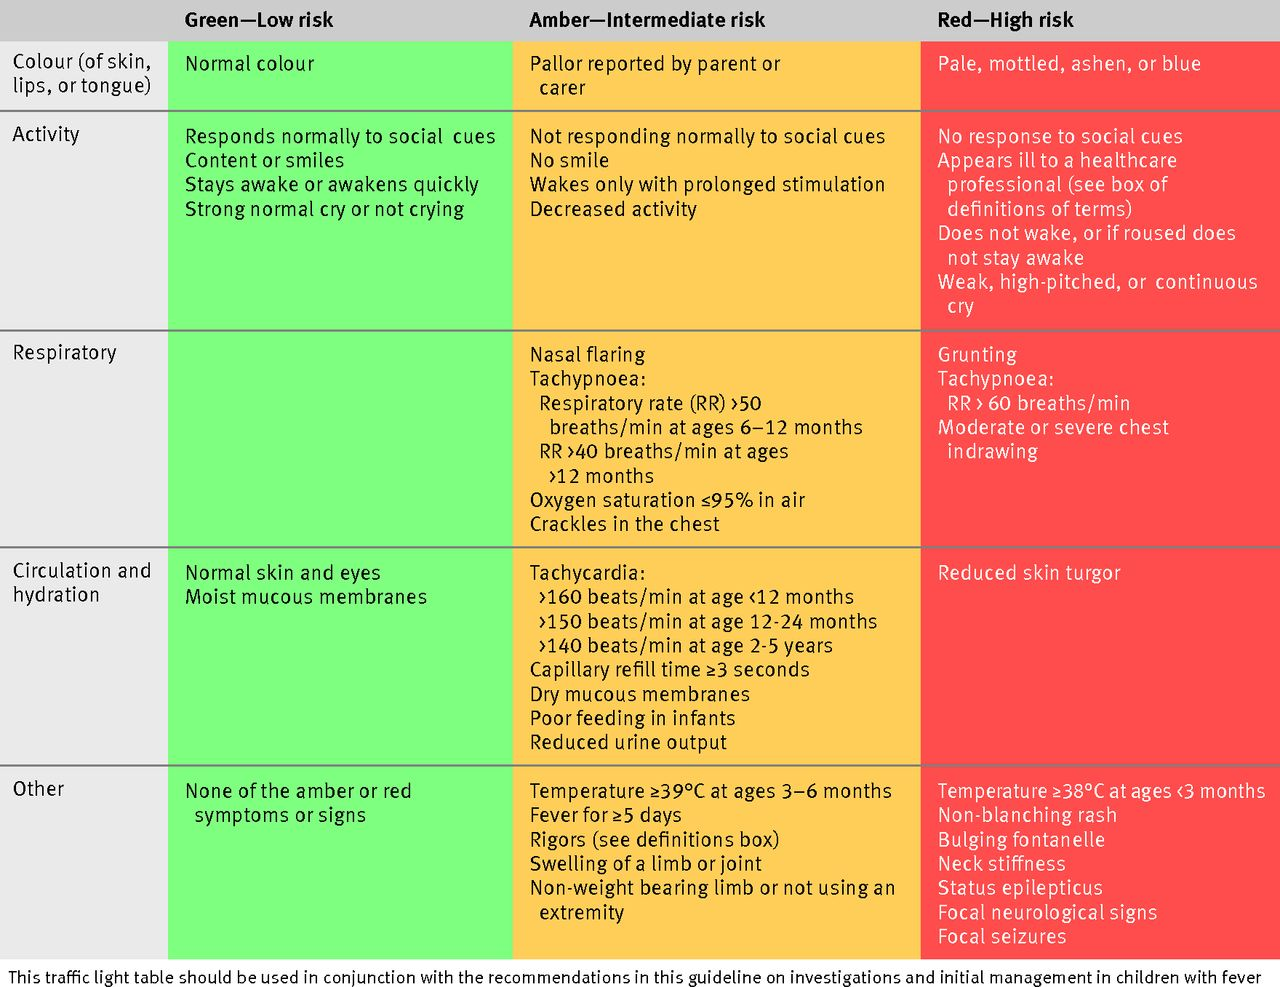 Green—Low risk
Amber—Intermediate risk
Red—High risk
Colour (of skin,
lips, or tongue)
Normal colour
Pallor reported by parent or
carer
Pale, mottled, ashen, or blue
Activity
Responds normally to social cues
Content or smiles
Stays awake or awakens quickly
Strong normal cry or not crying
Not responding normally to social cues
No smile
Wakes only with prolonged stimulation
Decreased activity
No response to social cues
Appears ill to a healthcare
professional (see box of
definitions of terms)
Does not wake, or if roused does
not stay awake
Weak, high-pitched, or continuous
cry
Respiratory
Nasal flaring
Tachypnoea:
Respiratory rate (RR) >50
breaths/min at ages 6–12 months
RR >40 breaths/min at ages
>12 months
Oxygen saturation ≤95% in air
Crackles in the chest
Grunting
Tachypnoea:
RR > 60 breaths/min
Moderate or severe chest
indrawing
Circulation and
hydration
Normal skin and eyes
Moist mucous membranes
Tachycardia:
>160 beats/min at age <12 months
>150 beats/min at age 12-24 months
>140 beats/min at age 2-5 years
Capillary refill time ≥3 seconds
Dry mucous membranes
Poor feeding in infants
Reduced urine output
Reduced skin turgor
Other
None of the amber or red
symptoms or signs
Temperature ≥39°C at ages 3–6 months
Fever for ≥5 days
Rigors (see definitions box)
Swelling of a limb or joint
Non-weight bearing limb or not using an
extremity
Temperature ≥38°C at ages <3 months
Non-blanching rash
Bulging fontanelle
Neck stiffness
Status epilepticus
Focal neurological signs
Focal seizures
This traffic light table should be used in conjunction with the recommendations in this guideline on investigations and initial management in children with fever